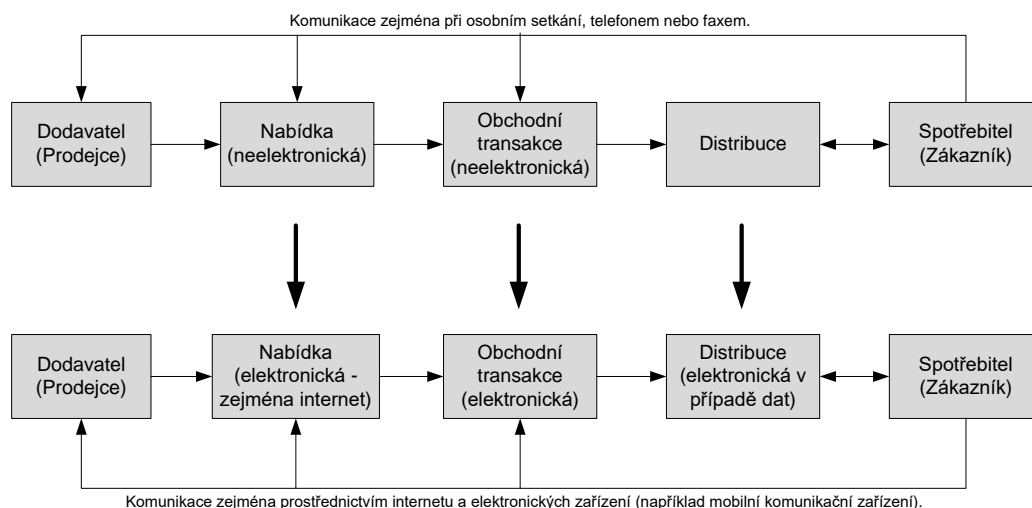 Komunikace zejména při osobním setkání, telefonem nebo faxem.
Dodavatel
(Prodejce)
Nabídka
(neelektronická)
Obchodní
transakce
(neelektronická)
Distribuce
Spotřebitel
(Zákazník)
Dodavatel
(Prodejce)
Nabídka
(elektronická -
zejména internet)
Obchodní
transakce
(elektronická)
Distribuce
(elektronická v
případě dat)
Spotřebitel
(Zákazník)
Komunikace zejména prostřednictvím internetu a elektronických zařízení (například mobilní komunikační zařízení).